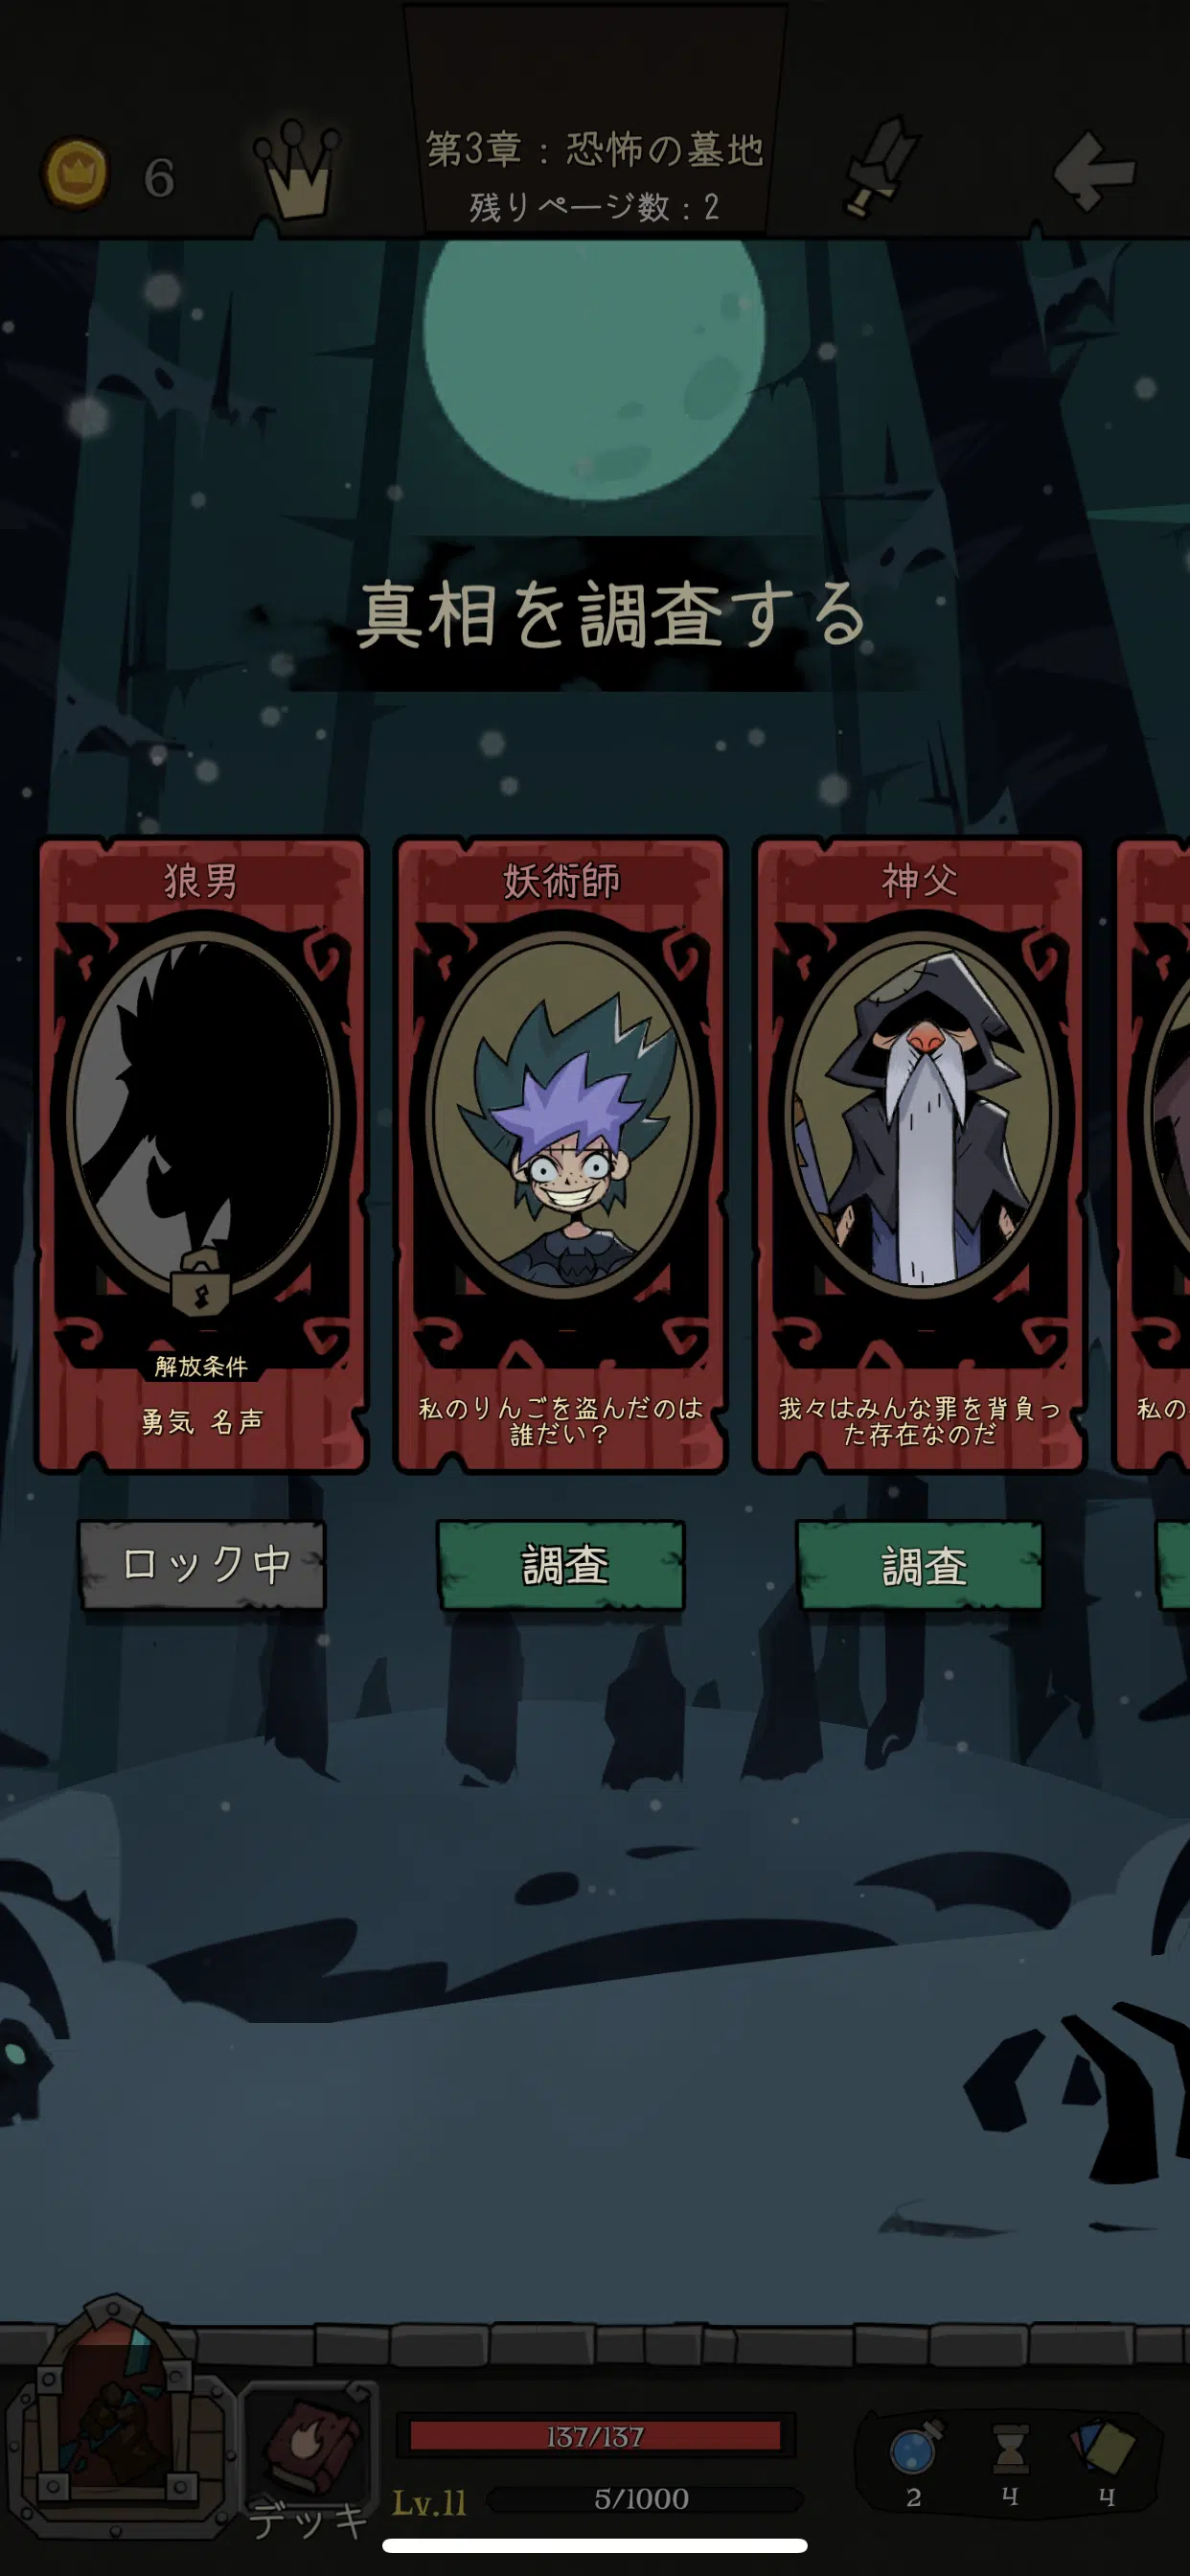 6
第3章：恐怖の墓地
残りページ数：2
真相を調査する
狼男
解放条件
勇気 名声
ロック中
妖術師
私のりんごを盗んだのは
誰だい？
調査
神父
我々はみんな罪を背負っ
た存在なのだ
調査
私の
デッキ
137/137
Lv.11
5/1000
2
4
4